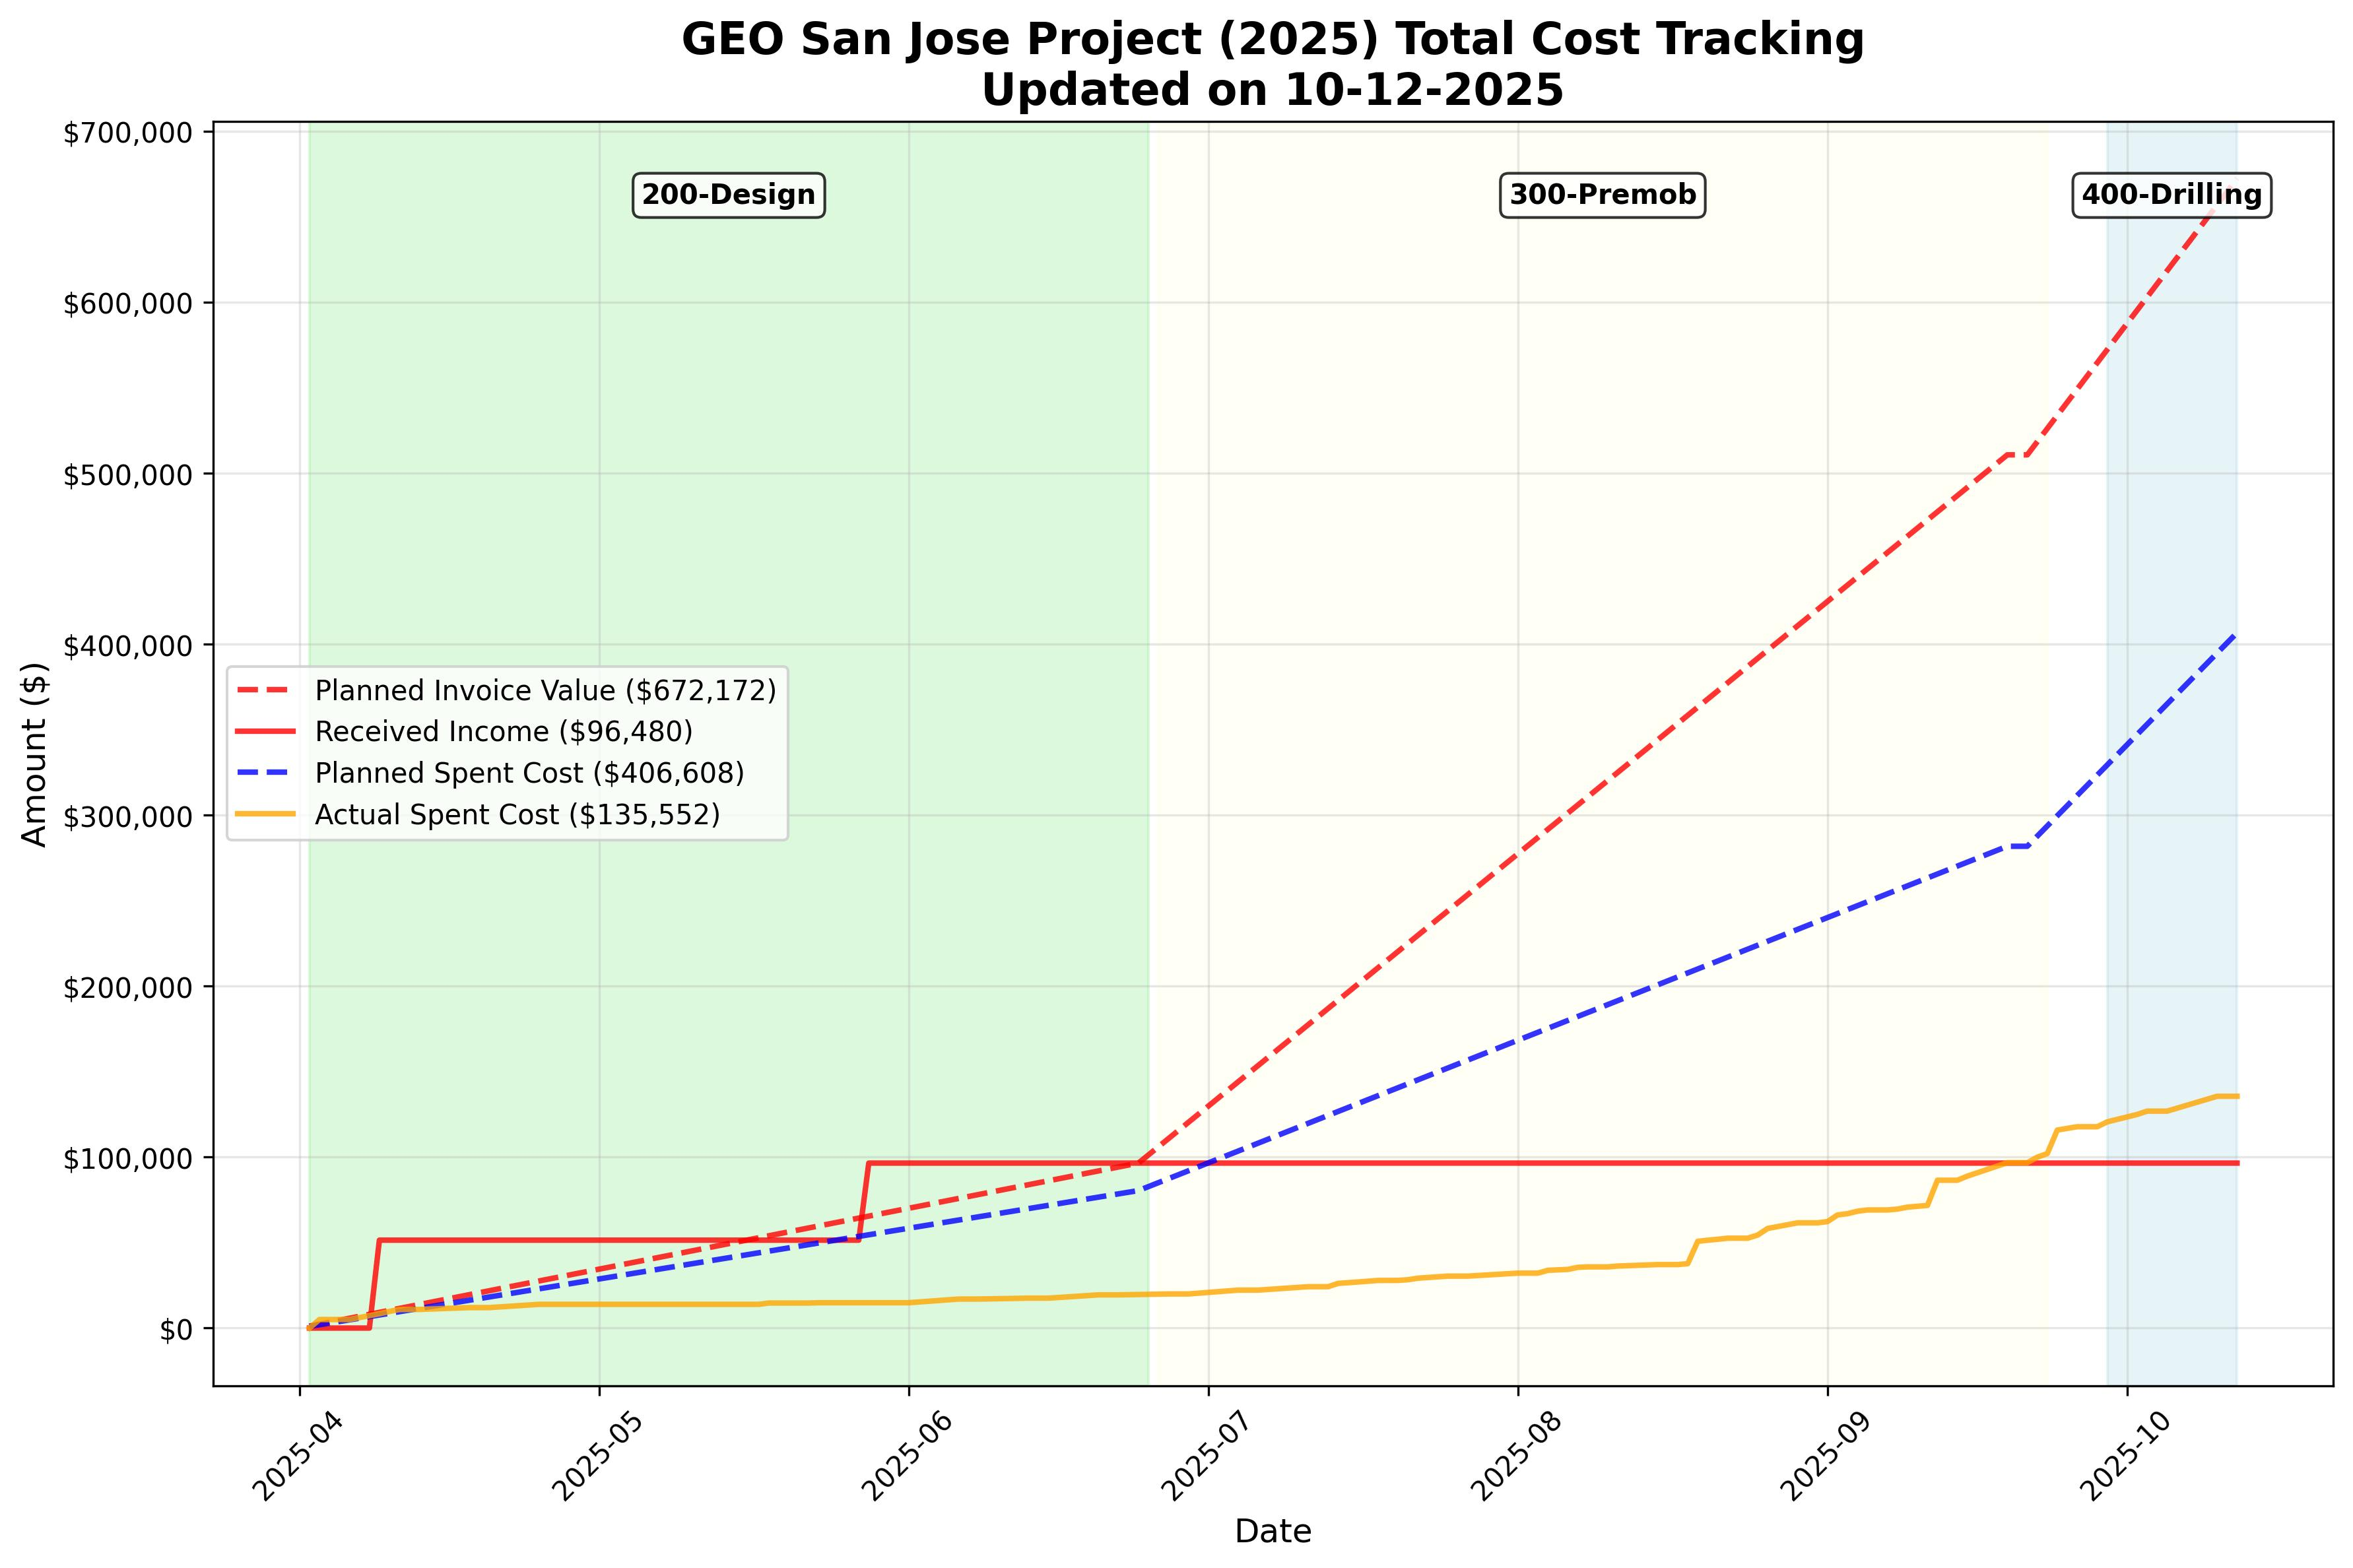 GEO San Jose Project (2025) Total Cost Tracking
Updated on 10-12-2025
$700,000
$600,000
$500,000
$400,000
$300,000
$200,000
$100,000
$0
Amount ($)
200-Design
300-Premob
400-Drilling
Planned Invoice Value ($672,172)
Received Income ($96,480)
Planned Spent Cost ($406,608)
Actual Spent Cost ($135,552)
2025-04
2025-05
2025-06
2025-07
2025-08
2025-09
2025-10
Date